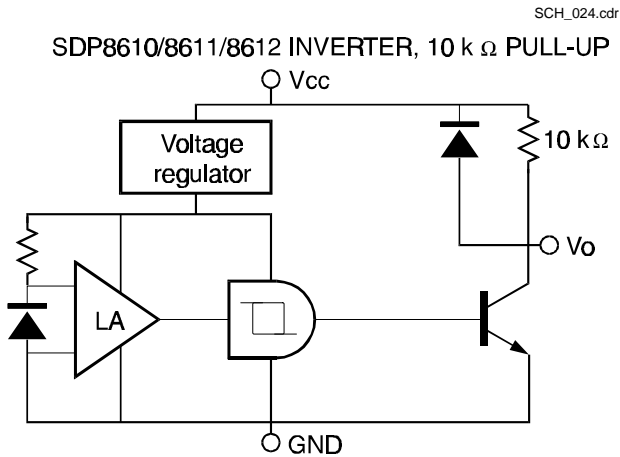 SCH_024.cdr
SDP8610/8611/8612 INVERTER, 10 k Ω PULL-UP
Vcc
Voltage
regulator
10 kΩ
Vo
LA
GND